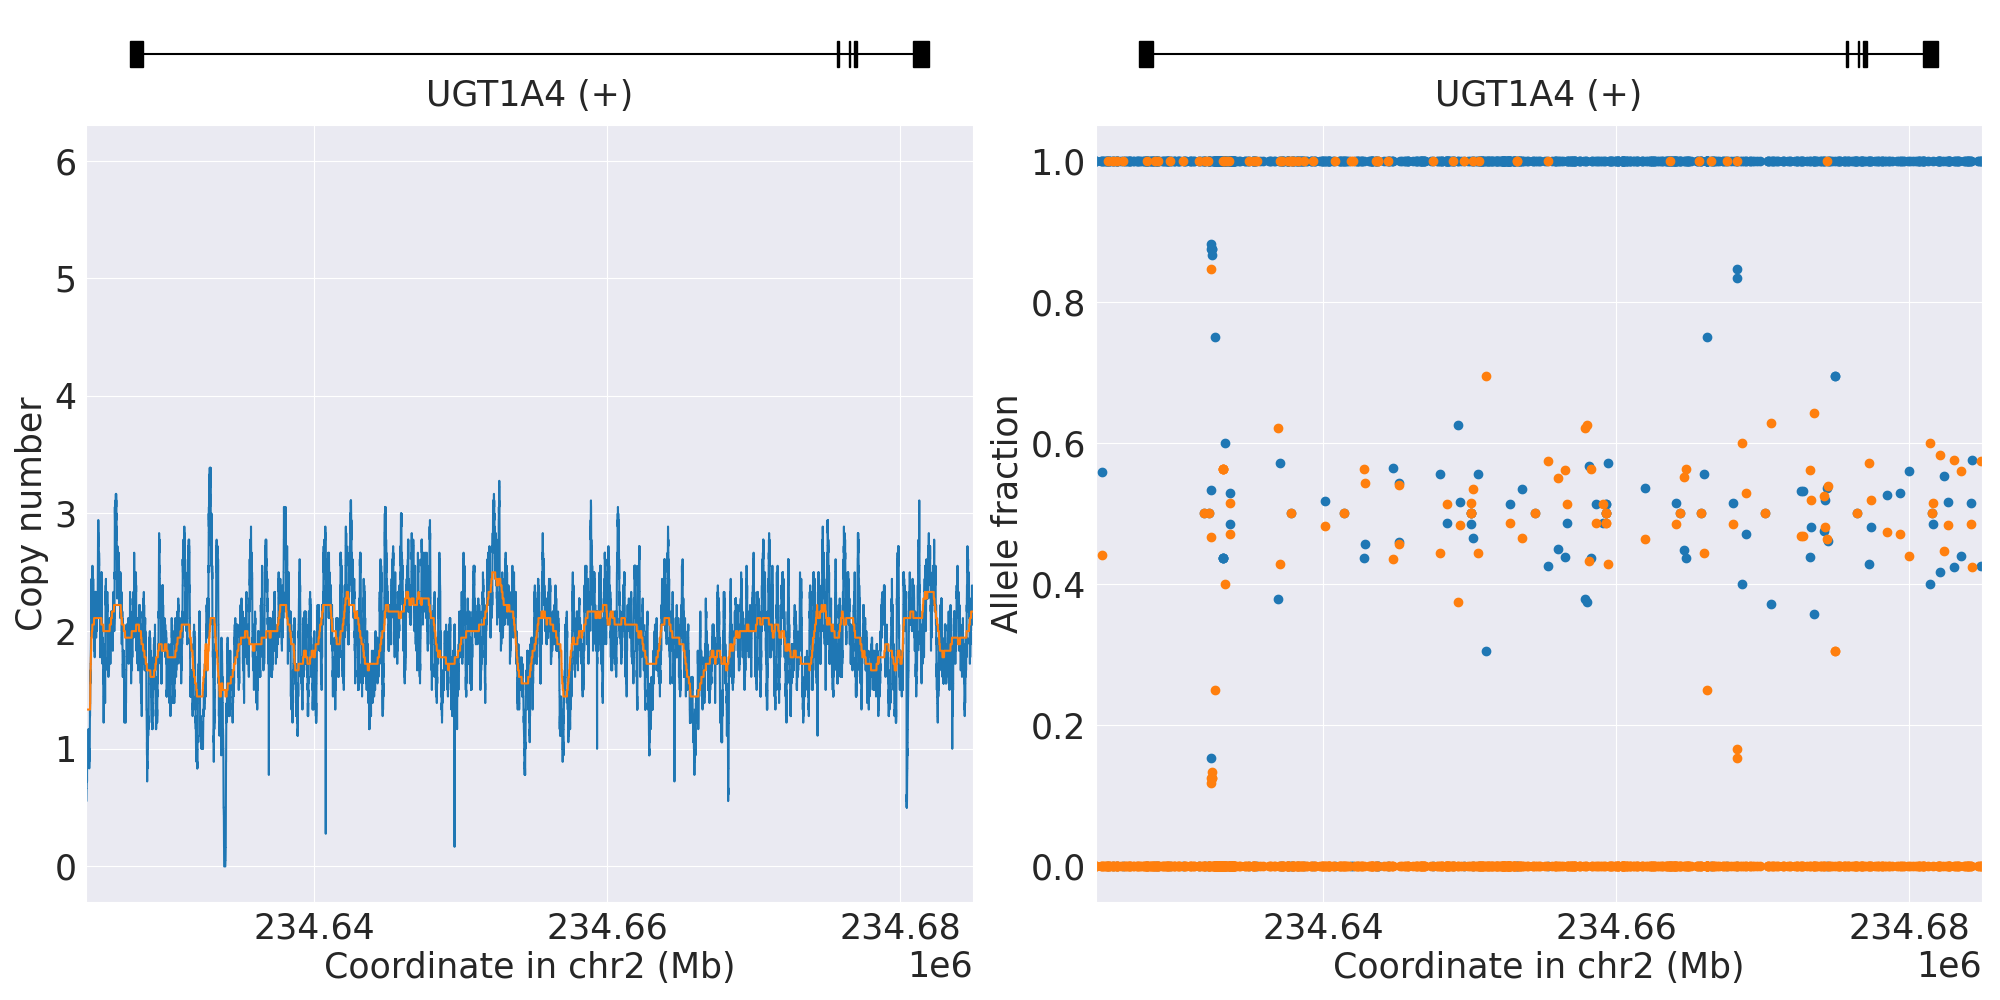 UGT1A4 (+)
6
5
4
3
2
1
0
Copy number
234.64
234.66
234.68
Coordinate in chr2 (Mb)
1e6
UGT1A4 (+)
1.0
0.8
0.6
0.4
0.2
0.0
Allele fraction
234.64
234.66
234.68
Coordinate in chr2 (Mb)
1e6